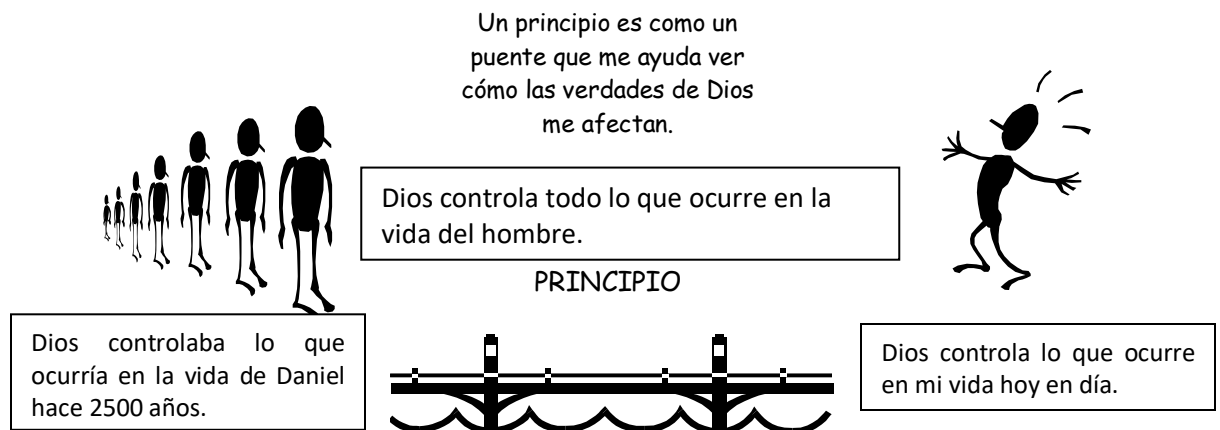 Un principio es como un
puente que me ayuda ver
cómo las verdades de Dios
me afectan.
Dios controla todo lo que ocurre en la
vida del hombre.
PRINCIPIO
Dios controlaba lo que
ocurría en la vida de Daniel
hace 2500 años.
Dios controla lo que ocurre
en mi vida hoy en día.